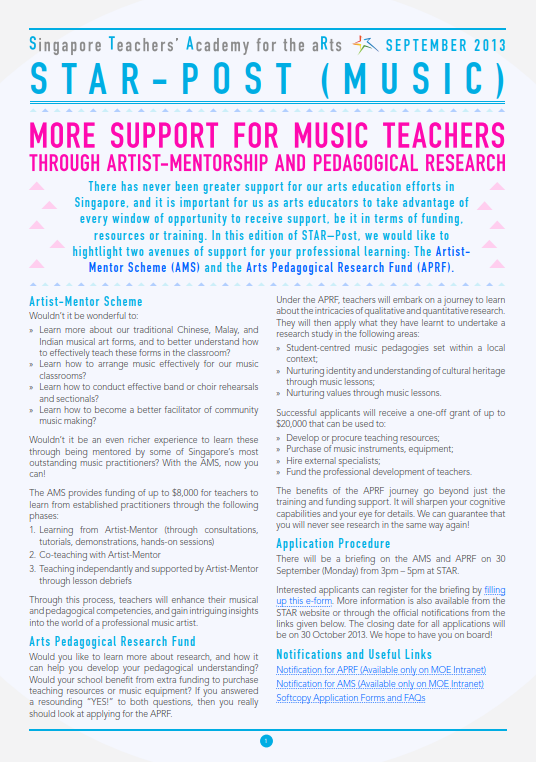 Singapore Teachers' Academy for the aRts
SEPTEMBER 2013
STAR-POST (MUSIC)
MORE SUPPORT FOR MUSIC TEACHERS
THROUGH ARTIST-MENTORSHIP AND PEDAGOGICAL RESEARCH
There has never been greater support for our arts education efforts in
Singapore, and it is important for us as arts educators to take advantage of
every window of opportunity to receive support, be it in terms of funding,
resources or training. In this edition of STAR–Post, we would like to
hightlight two avenues of support for your professional learning: The Artist-
Mentor Scheme (AMS) and the Arts Pedagogical Research Fund (APRF).
Artist-Mentor Scheme
Wouldn't it be wonderful to:
» Learn more about our traditional Chinese, Malay, and
Indian musical art forms, and to better understand how
to effectively teach these forms in the classroom?
» Learn how to arrange music effectively for our music
classrooms?
» Learn how to conduct effective band or choir rehearsals
and sectionals?
» Learn how to become a better facilitator of community
music making?
Wouldn't it be an even richer experience to learn these
through being mentored by some of Singapore's most
outstanding music practitioners? With the AMS, now you
can!
The AMS provides funding of up to $8,000 for teachers to
learn from established practitioners through the following
phases:
1. Learning from Artist-Mentor (through consultations,
tutorials, demonstrations, hands-on sessions)
2. Co-teaching with Artist-Mentor
3. Teaching independantly and supported by Artist-Mentor
through lesson debriefs
Through this process, teachers will enhance their musical
and pedagogical competencies, and gain intriguing insights
into the world of a professional music artist.
Arts Pedagogical Research Fund
Would you like to learn more about research, and how it
can help you develop your pedagogical understanding?
Would your school benefit from extra funding to purchase
teaching resources or music equipment? If you answered
a resounding "YES!" to both questions, then you really
should look at applying for the APRF.
Under the APRF, teachers will embark on a journey to learn
about the intricacies of qualitative and quantitative research.
They will then apply what they have learnt to undertake a
research study in the following areas:
» Student-centred music pedagogies set within a local
context;
» Nurturing identity and understanding of cultural heritage
through music lessons;
» Nurturing values through music lessons.
Successful applicants will receive a one-off grant of up to
$20,000 that can be used to:
» Develop or procure teaching resources;
» Purchase of music instruments, equipment;
» Hire external specialists;
» Fund the professional development of teachers.
The benefits of the APRF journey go beyond just the
training and funding support. It will sharpen your cognitive
capabilities and your eye for details. We can guarantee that
you will never see research in the same way again!
Application Procedure
There will be a briefing on the AMS and APRF on 30
September (Monday) from 3pm – 5pm at STAR.
Interested applicants can register for the briefing by filling
up this e-form. More information is also available from the
STAR website or through the official notifications from the
links given below. The closing date for all applications will
be on 30 October 2013. We hope to have you on board!
Notifications and Useful Links
Notification for APRF (Available only on MOE Intranet)
Notification for AMS (Available only on MOE Intranet)
Softcopy Application Forms and FAQs
1